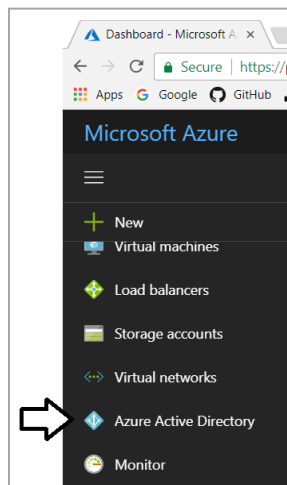 Dashboard - Microsoft A
Secure | https://
Apps G Google GitHub
Microsoft Azure
New
Virtual machines
Load balancers
Storage accounts
Virtual networks
Azure Active Directory
Monitor